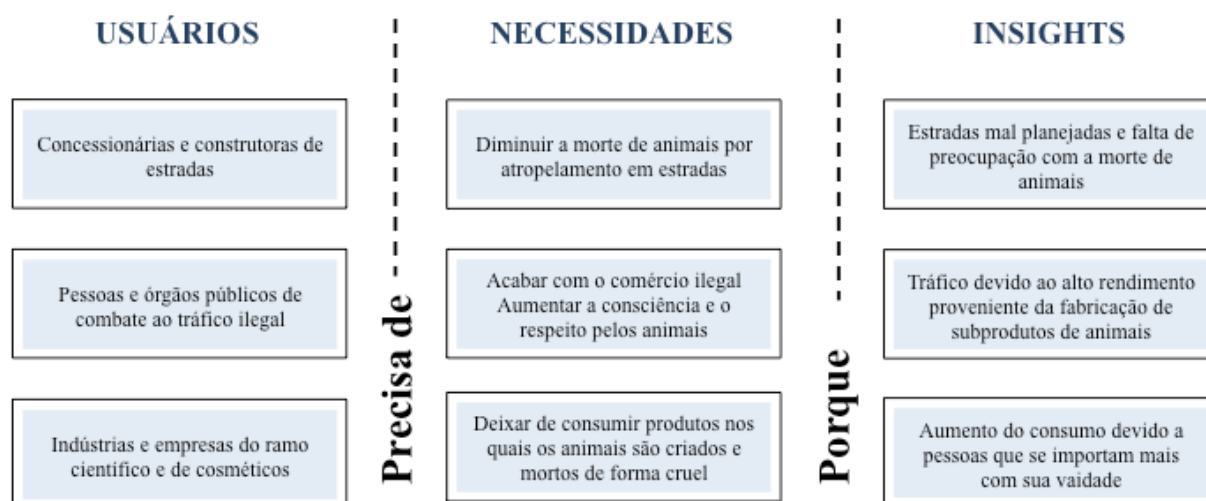 USUÁRIOS
NECESSIDADES
INSIGHTS
Concessionárias e construtoras de
estradas
Diminuir a morte de animais por
atropelamento em estradas
Estradas mal planejadas e falta de
preocupação com a morte de
animais
Pessoas e órgãos públicos de
combate ao tráfico ilegal
Acabar com o comércio ilegal
Aumentar a consciência e o
respeito pelos animais
Tráfico devido ao alto rendimento
proveniente da fabricação de
subprodutos de animais
Indústrias e empresas do ramo
científico e de cosméticos
Deixar de consumir produtos nos
quais os animais são criados e
mortos de forma cruel
Aumento do consumo devido a
pessoas que se importam mais
com sua vaidade
Precisa de
Porque